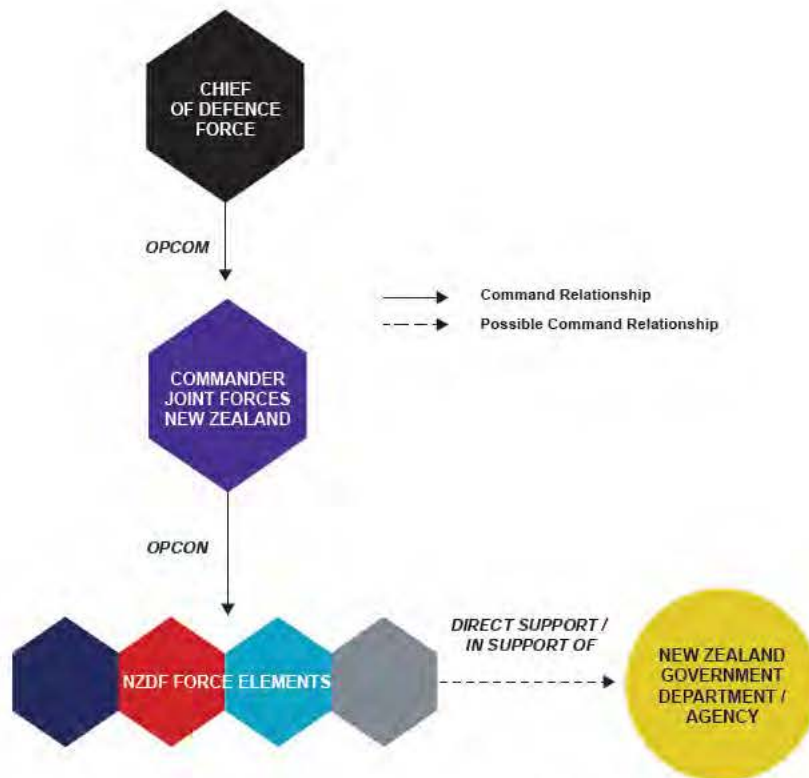 CHIEF
OF DEFENCE
FORCE
OPCOM
Command Relationship
Possible Command Relationship
COMMANDER
JOINT FORCES
NEW ZEALAND
OPCON
NZDF FORCE ELEMENTS
DIRECT SUPPORT /
IN SUPPORT OF
NEW ZEALAND
GOVERNMENT
DEPARTMENT /
AGENCY